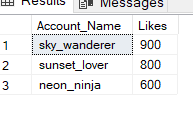 Results Messages
Account_Name Likes
1 sky_wanderer 900
2 sunset_lover 800
3 neon_ninja 600